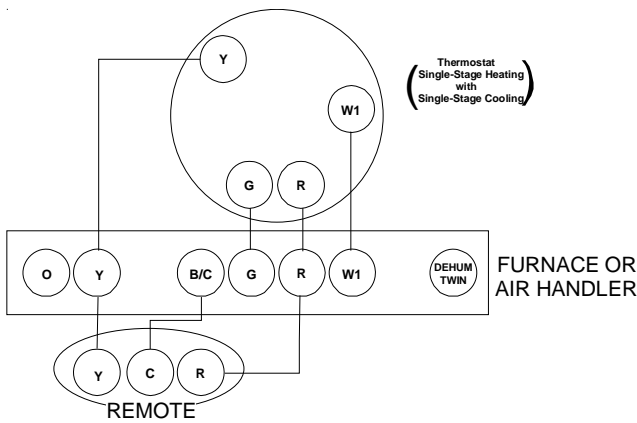 Y
Thermostat
Single-Stage Heating
with
Single-Stage Cooling
W1
G R
O Y B/C G R W1 DEHUM TWIN
FURNACE OR
AIR HANDLER
Y C R
REMOTE